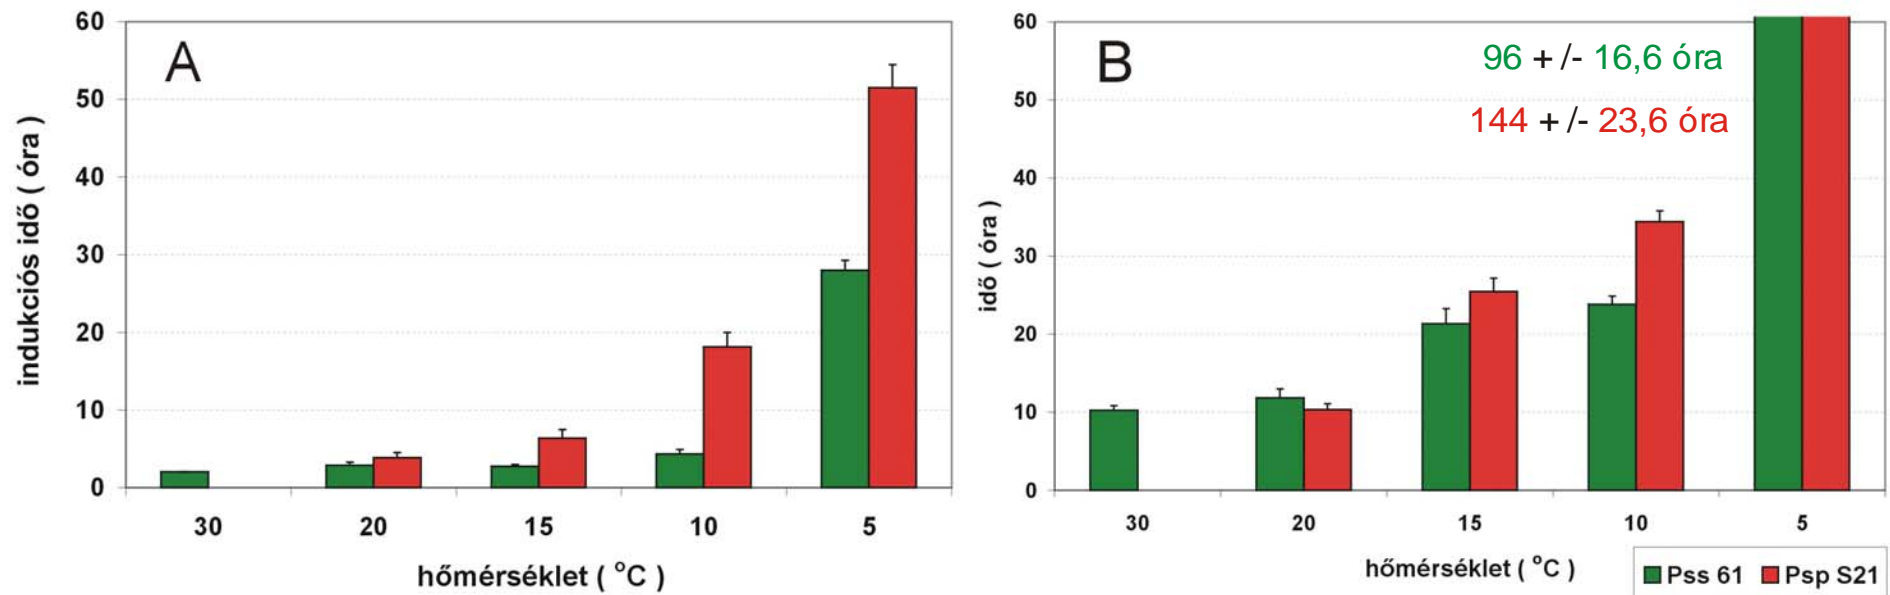 A
indukciós idő ( óra )
60
50
40
30
20
10
0
30 20 15 10 5
hőmérséklet ( °C )
B
96 + /- 16,6 óra
144 + /- 23,6 óra
idő ( óra )
60
50
40
30
20
10
0
30 20 15 10 5
hőmérséklet ( °C )
Pss 61 Psp S21